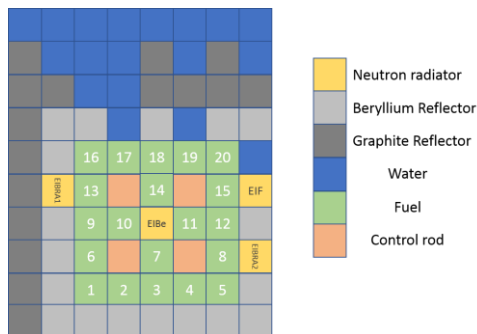 Neutron radiator
Beryllium Reflector
Graphite Reflector
Water
Fuel
Control rod
16 17 18 19 20
EIBRA1 13 14 15 EIF
9 10 EIBe 11 12
6 7 8 EIBRA2
1 2 3 4 5